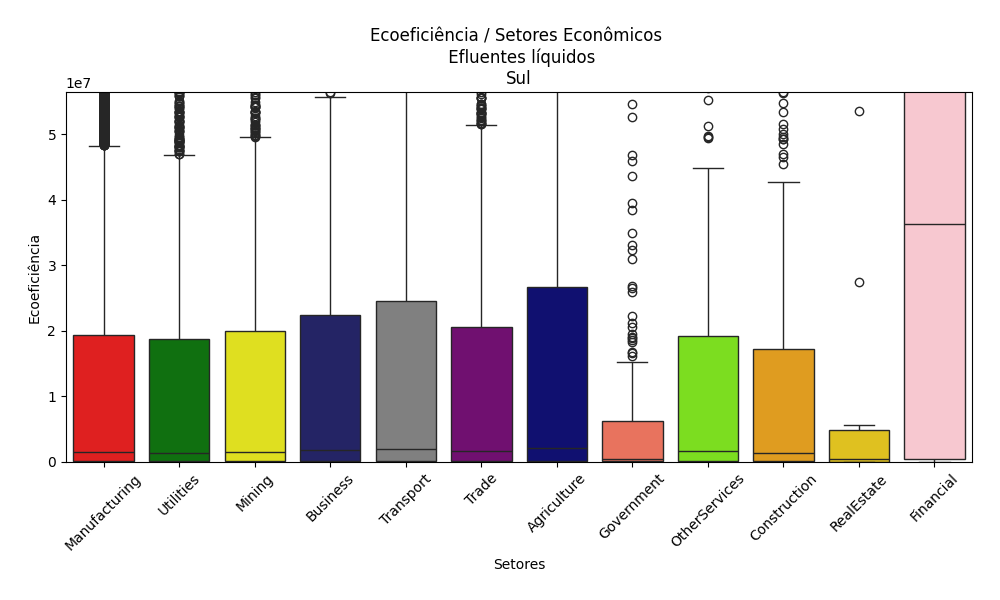 Ecoeficiência / Setores Econômicos
Efluentes líquidos
Sul
1e7
5
4
3
2
1
0
Ecoeficiência
Manufacturing
Utilities
Mining
Business
Transport
Trade
Agriculture
Government
OtherServices
Construction
RealEstate
Financial
Setores